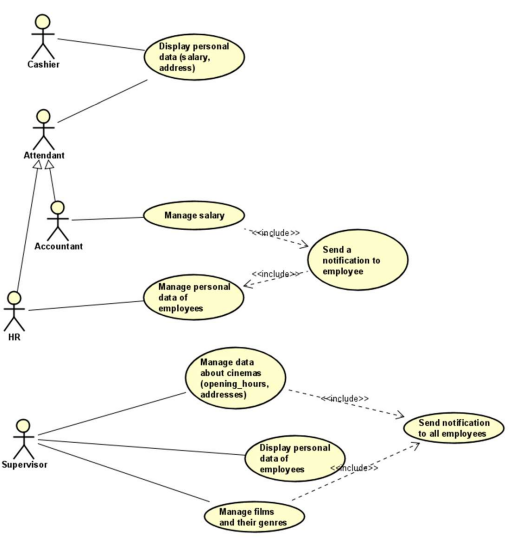 Cashier
Display personal
data (salary,
address)
Attendant
Accountant
Manage salary
<<include>>
Send a
notification to
employee
<<include>>
Manage personal
data of
employees
HR
Manage data
about cinemas
(opening_hours,
addresses)
<<include>>
Send notification
to all employees
Supervisor
Display personal
data of
employees
<<include>>
Manage films
and their genres